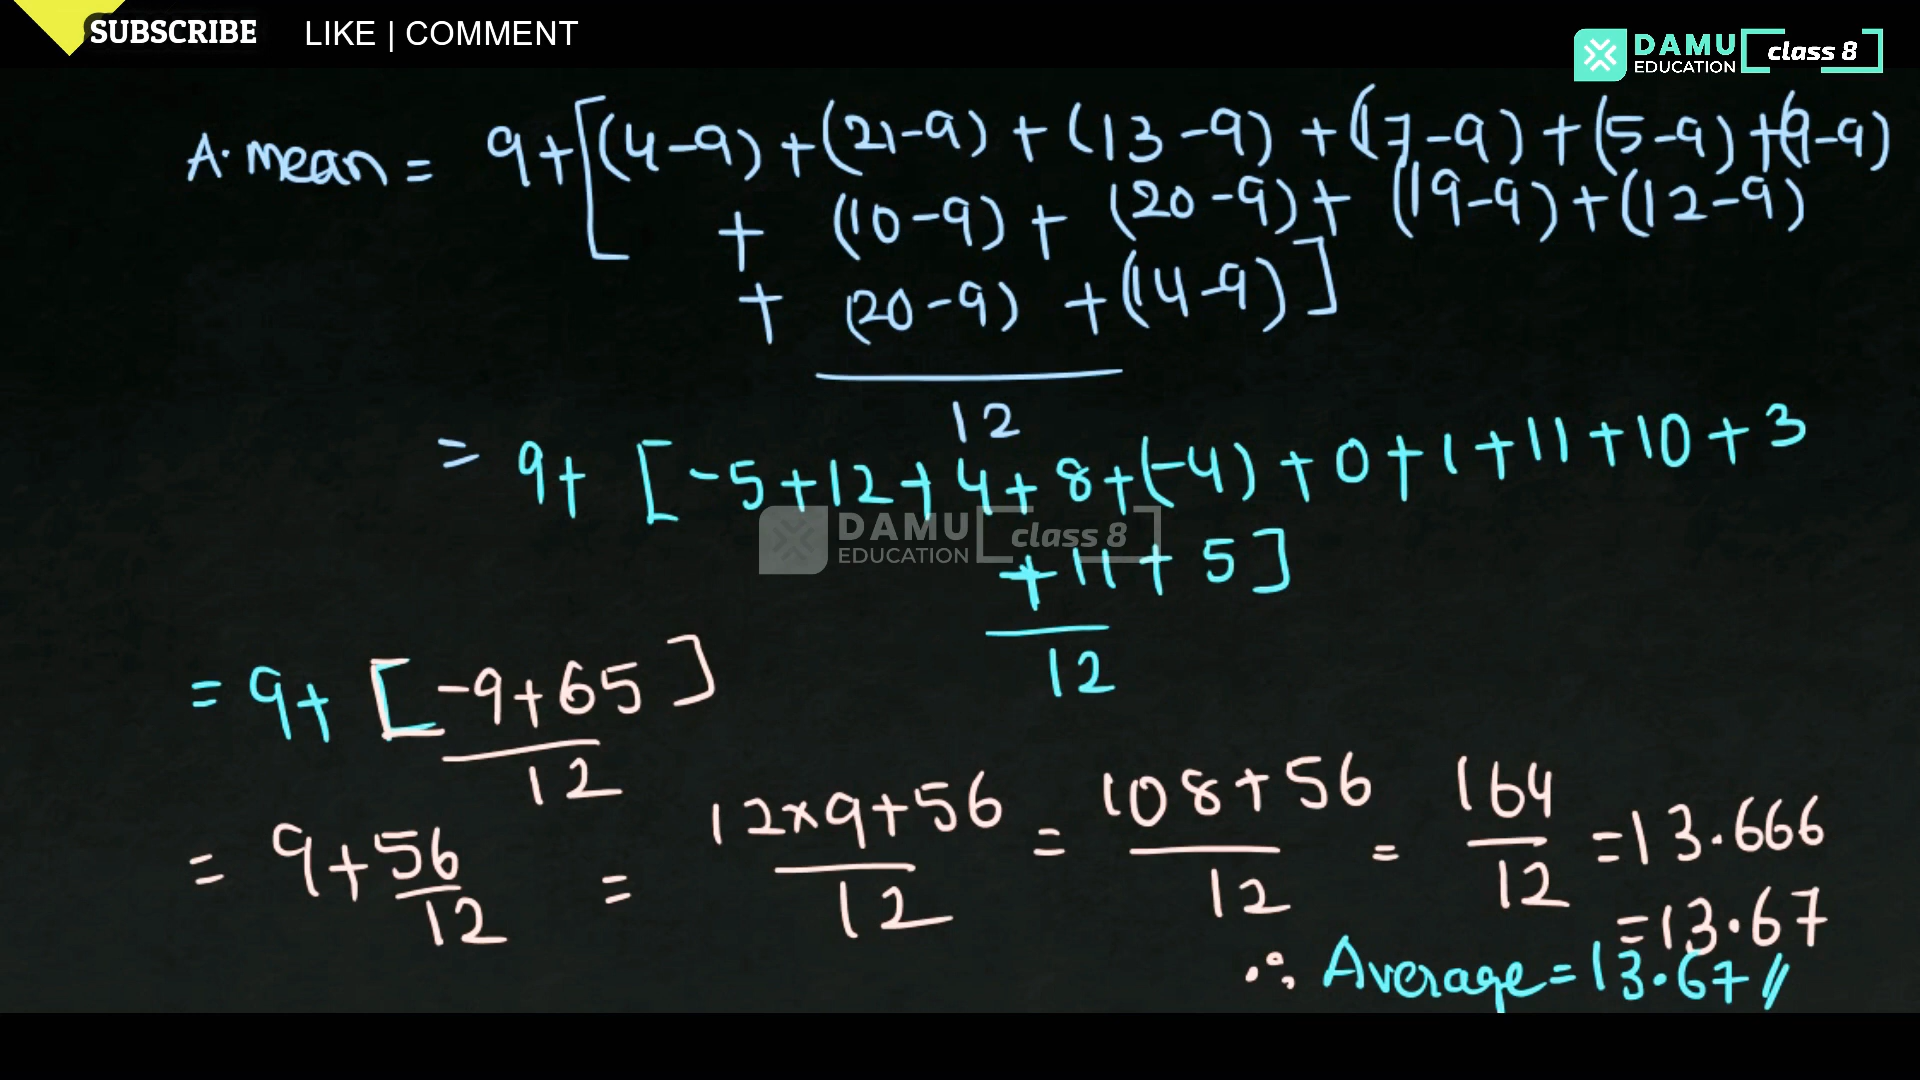 SUBSCRIBE LIKE | COMMENT
DAMU EDUCATION class 8
A. mean = 9+[(4-9)+(21-9)+(13-9)+(17-9)+(5-9)+(9-9)
+ (10-9)+ (20-9)+ (19-9)+(12-9)
+ (20-9) +(14-9)]
12
= 9+ [-5+12+4+8+(-4)+0+1+11+10+3
DAMU EDUCATION class 8
+11+5]
12
= 9+ [-9+65]
12
= 9+56/12 = 12×9+56/12 = 108+56/12 = 164/12 =13.666
=13.67
∴ Average=13.67//